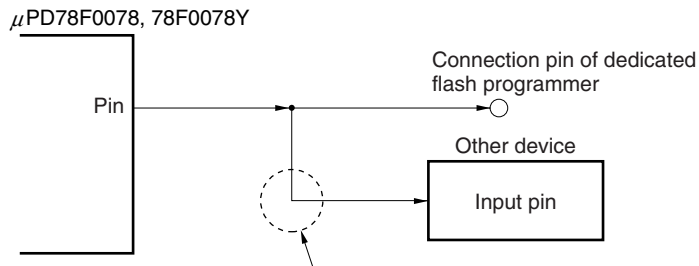 μPD78F0078, 78F0078Y
Connection pin of dedicated
flash programmer
Pin
Other device
Input pin